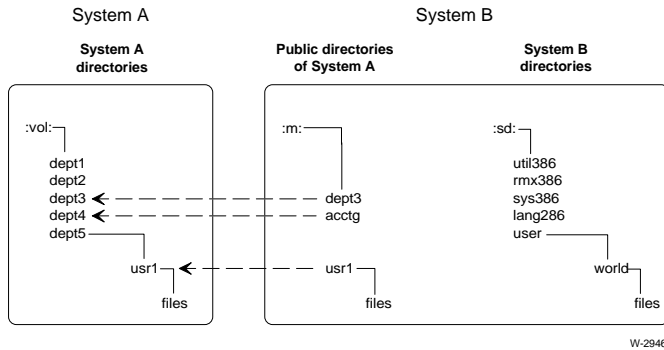 System A
System B
System A
directories
Public directories
of System A
System B
directories
:vol:
dept1
dept2
dept3
dept4
dept5
usr1
files
:m:
dept3
acctg
usr1
files
:sd:
util386
rmx386
sys386
lang286
user
world
files
W-2946